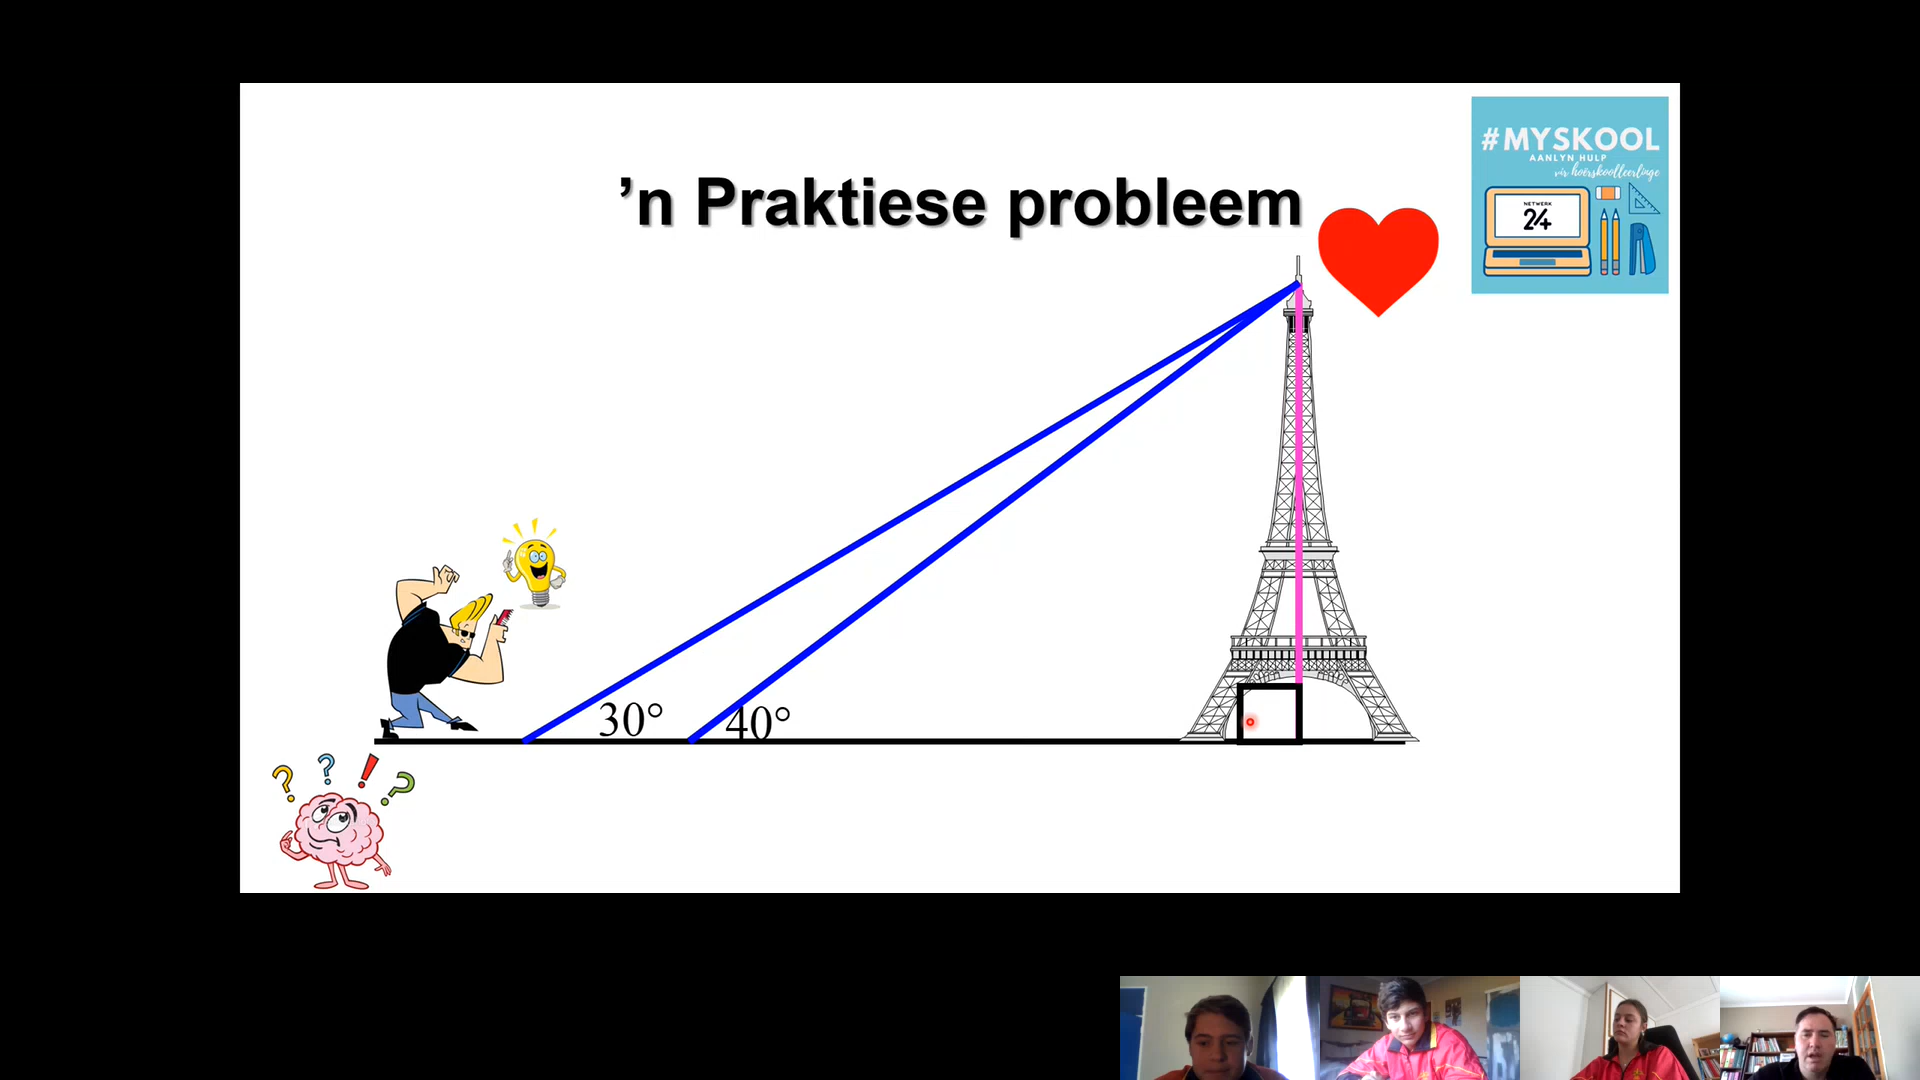 ’n Praktiese probleem
#MYSKOOL
AANLYN HULP
vir hoërskoolleerlinge
NETWERK
24
30°
40°
? ? ! ?